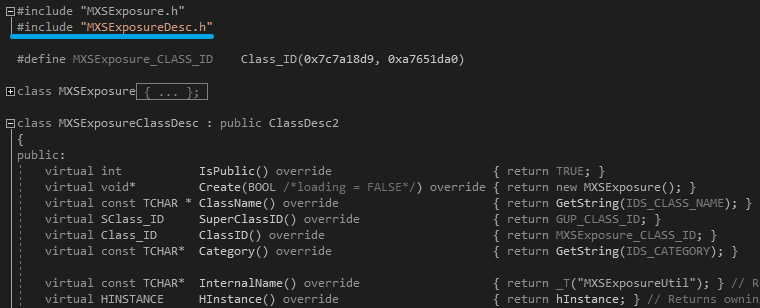 #include "MXSExposure.h"
#include "MXSExposureDesc.h"
#define MXSExposure_CLASS_ID Class_ID(0x7c7a18d9, 0xa7651da0)
class MXSExposure { ... };
class MXSExposureClassDesc : public ClassDesc2
{
public:
virtual int IsPublic() override { return TRUE; }
virtual void* Create(BOOL /*loading = FALSE*/) override { return new MXSExposure(); }
virtual const TCHAR * ClassName() override { return GetString(IDS_CLASS_NAME); }
virtual SClass_ID SuperClassID() override { return GUP_CLASS_ID; }
virtual Class_ID ClassID() override { return MXSExposure_CLASS_ID; }
virtual const TCHAR* Category() override { return GetString(IDS_CATEGORY); }
virtual const TCHAR* InternalName() override { return _T("MXSExposureUtil"); } // R
virtual HINSTANCE HInstance() override { return hInstance; } // Returns ownin